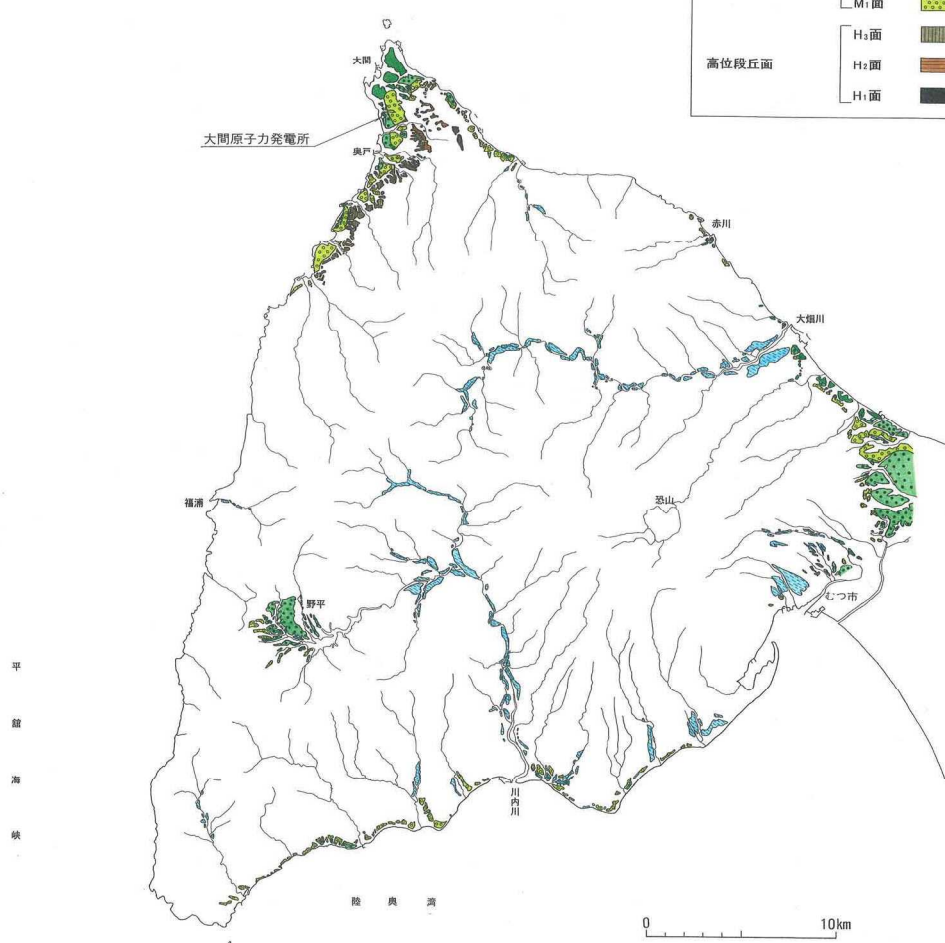 M₁面
H₃面
高位段丘面
H₂面
H₁面
大間
大間原子力発電所
奥戸
赤川
大畑川
福浦
恐山
野平
むつ市
平舘海峡
川内川
陸奥湾
0 10km